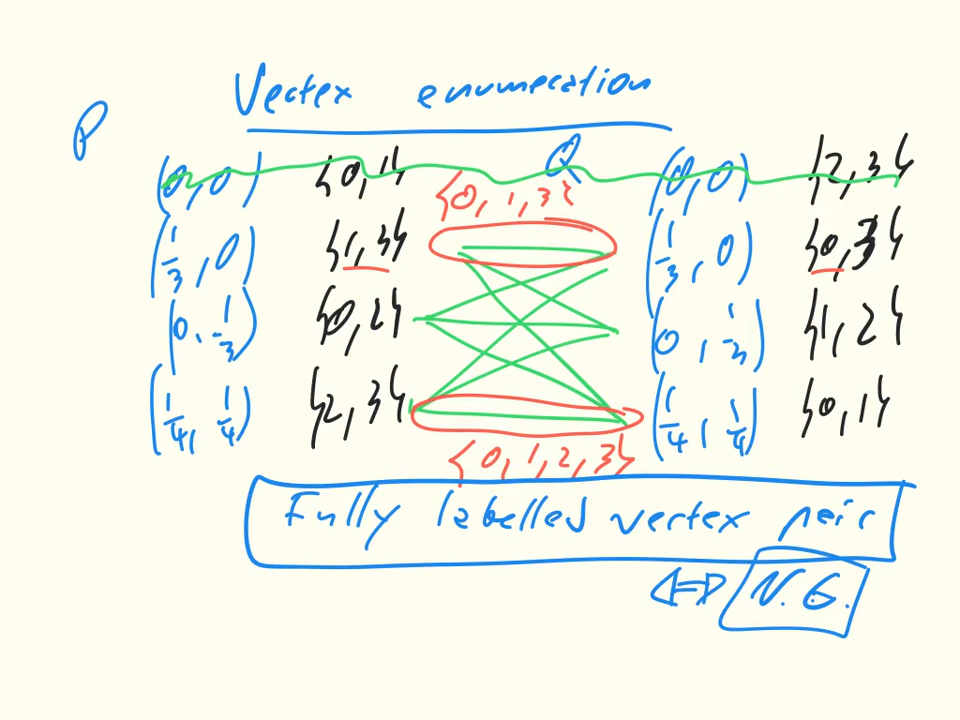 Vertex enumeration
P Q
(0,0) {0,1} (0,0) {2,3}
{0,1,3}
(1/3,0) {1,3} (1/3,0) {0,3}
(0,1/3) {0,2} (0,1/3) {1,2}
(1/4,1/4) {2,3} (1/4,1/4) {0,1}
{0,1,2,3}
Fully labelled vertex pair
<=> N.E.